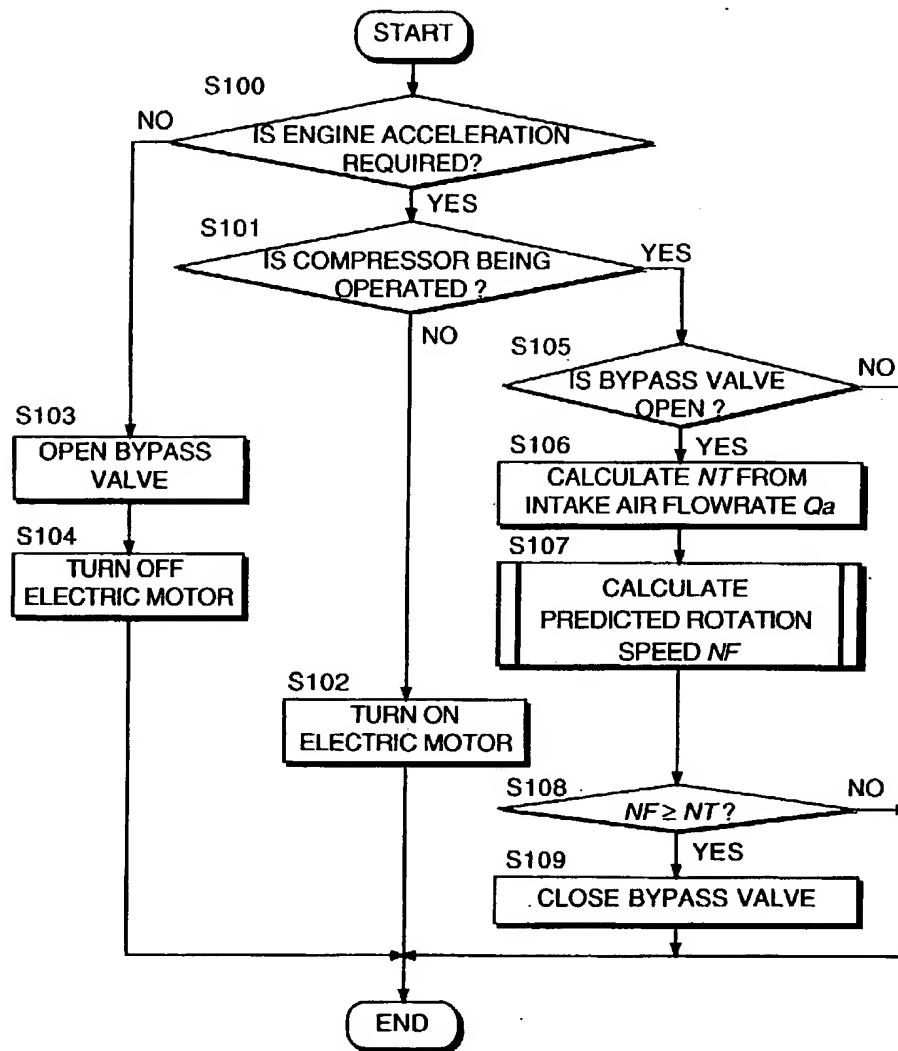 START
S100
NO
IS ENGINE ACCELERATION
REQUIRED?
YES
S101
IS COMPRESSOR BEING
OPERATED ?
YES
NO
S105
IS BYPASS VALVE
OPEN ?
NO
YES
S103
OPEN BYPASS
VALVE
S106
CALCULATE NT FROM
INTAKE AIR FLOWRATE Qa
S104
TURN OFF
ELECTRIC MOTOR
S107
CALCULATE
PREDICTED ROTATION
SPEED NF
S102
TURN ON
ELECTRIC MOTOR
S108
NF ≥ NT ?
NO
YES
S109
CLOSE BYPASS VALVE
END